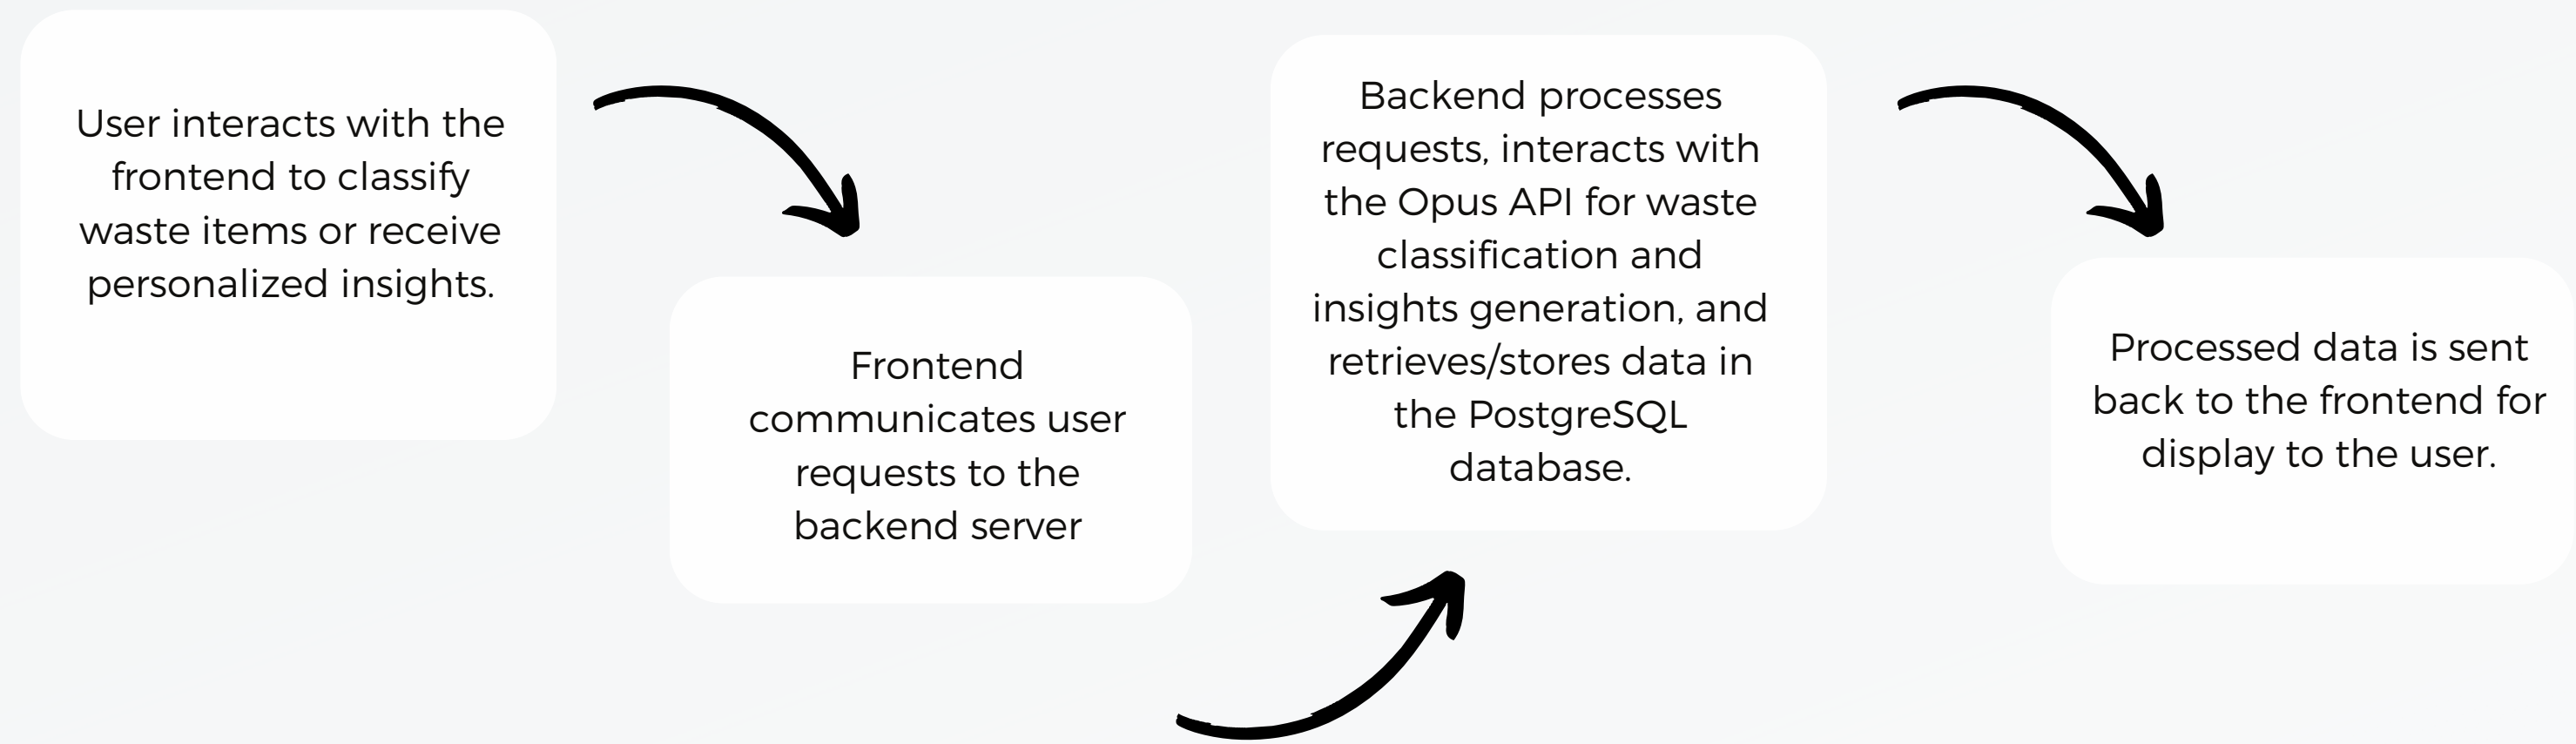 User interacts with the
frontend to classify
waste items or receive
personalized insights.
Frontend
communicates user
requests to the
backend server
Backend processes
requests, interacts with
the Opus API for waste
classification and
insights generation, and
retrieves/stores data in
the PostgreSQL
database.
Processed data is sent
back to the frontend for
display to the user.